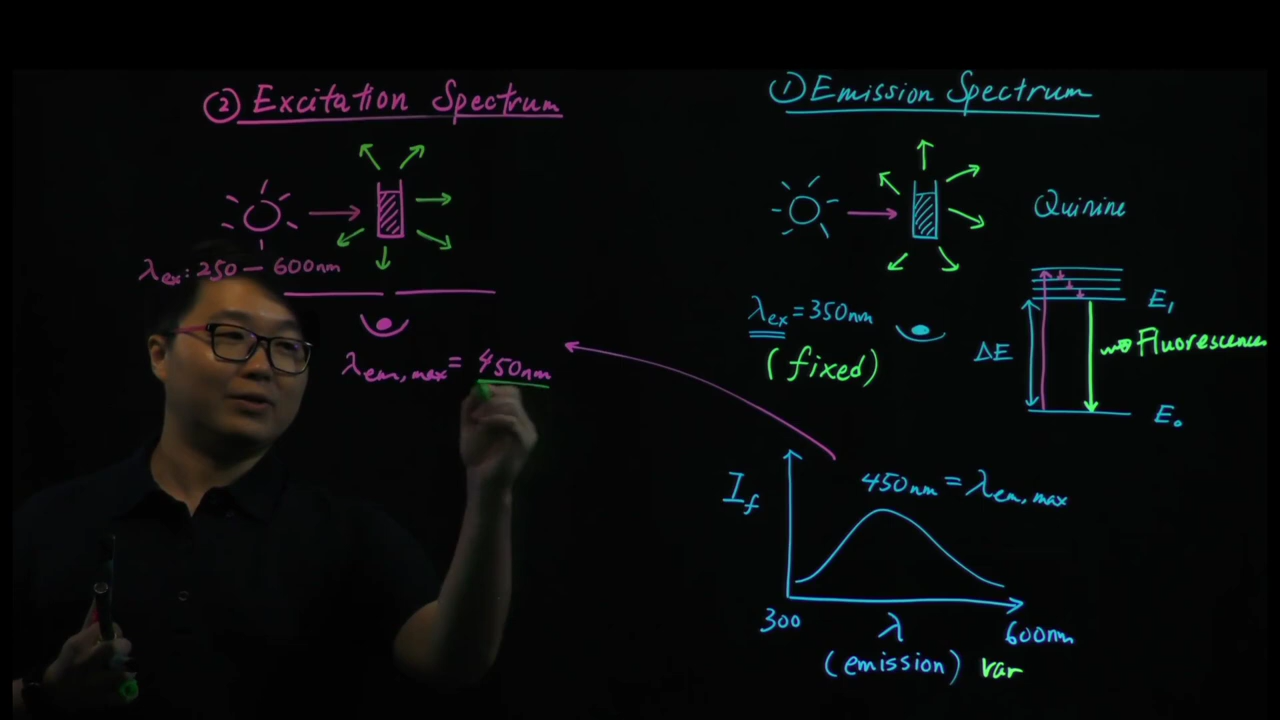 ② Excitation Spectrum
λex: 250 – 600nm
λem, max = 450nm
① Emission Spectrum
Quinine
λex = 350nm
(fixed)
E₁
ΔE
Fluorescences
E₀
If
450nm = λem, max
300
λ
600nm
(emission) var